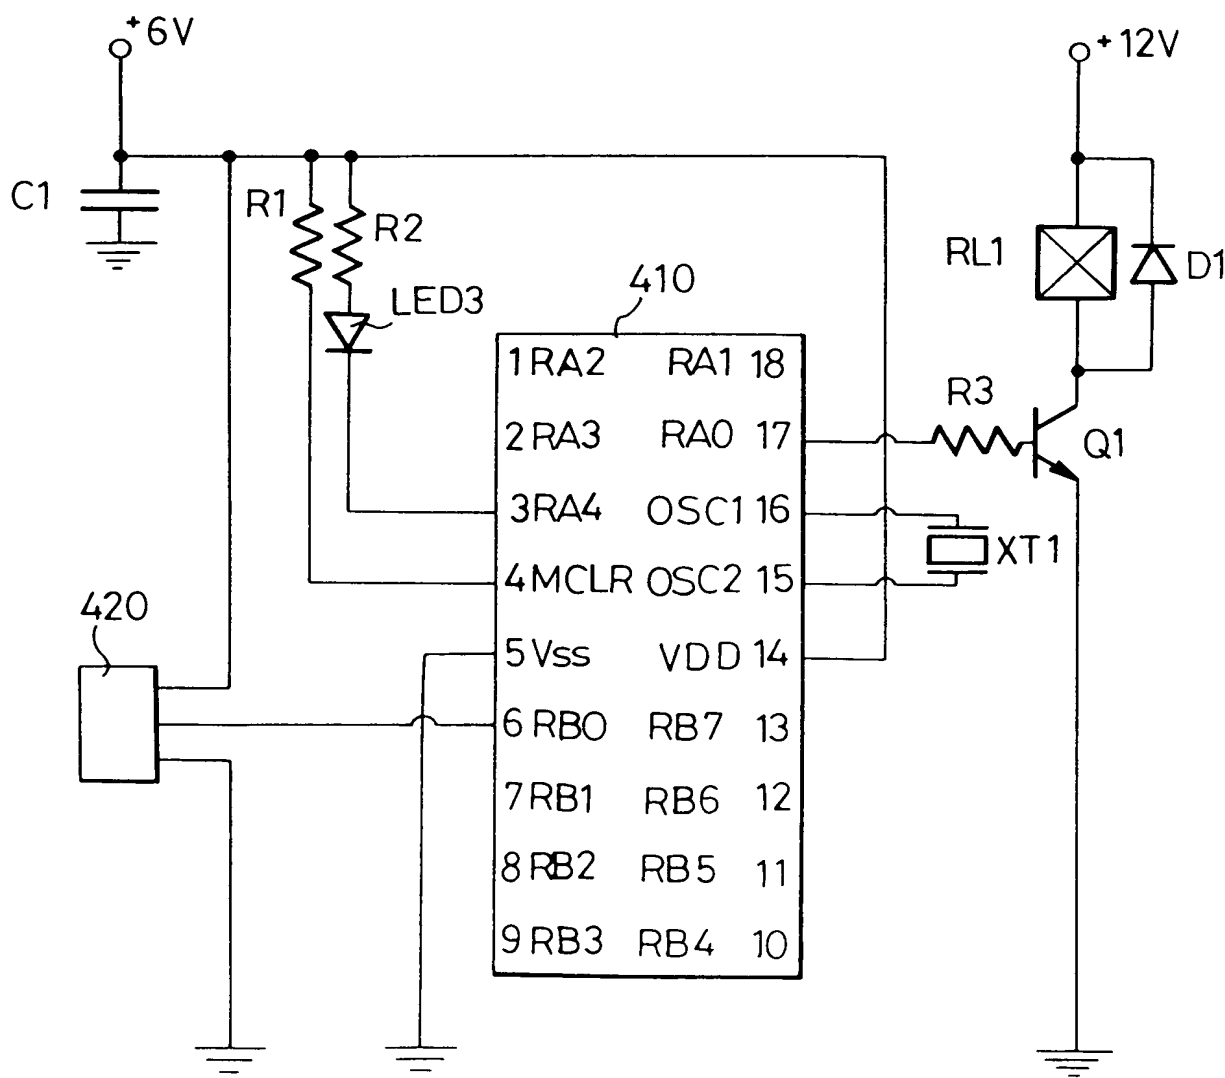 +6V
+12V
C1
R1
R2
RL1
D1
LED3
410
1 RA2 RA1 18
R3
2 RA3 RA0 17
Q1
3 RA4 OSC1 16
XT1
4 MCLR OSC2 15
420
5 Vss VDD 14
6 RB0 RB7 13
7 RB1 RB6 12
8 RB2 RB5 11
9 RB3 RB4 10